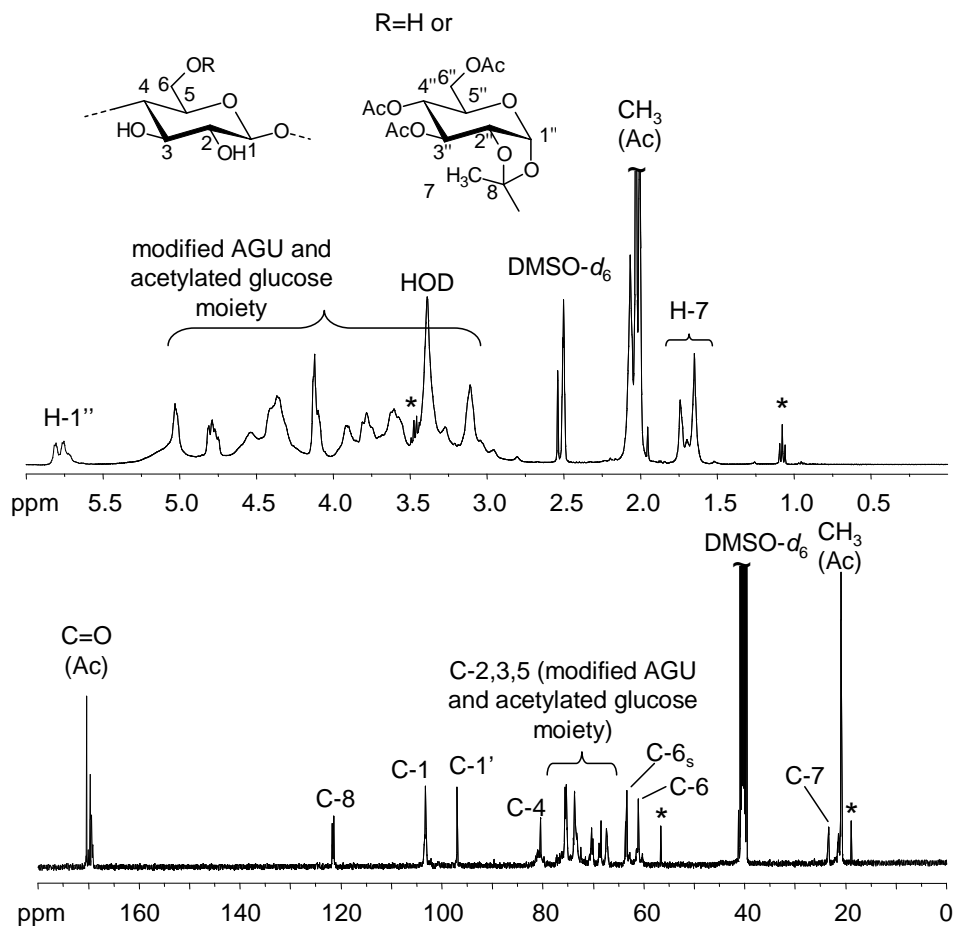 R=H or
OR
6
4
5
O
HO
3
2
OH
1
O
OAc
6''
4''
5''
AcO
O
AcO
3''
2''
1''
O
O
H₃C
7
8
CH₃
(Ac)
modified AGU and
acetylated glucose
moiety
HOD
DMSO-d₆
H-7
H-1’’
*
*
ppm 5.5 5.0 4.5 4.0 3.5 3.0 2.5 2.0 1.5 1.0 0.5
DMSO-d₆
CH₃
(Ac)
C=O
(Ac)
C-2,3,5 (modified AGU
and acetylated glucose
moiety)
C-8
C-1
C-1’
C-4
C-6ₛ
C-6
*
C-7
*
ppm 160 140 120 100 80 60 40 20 0